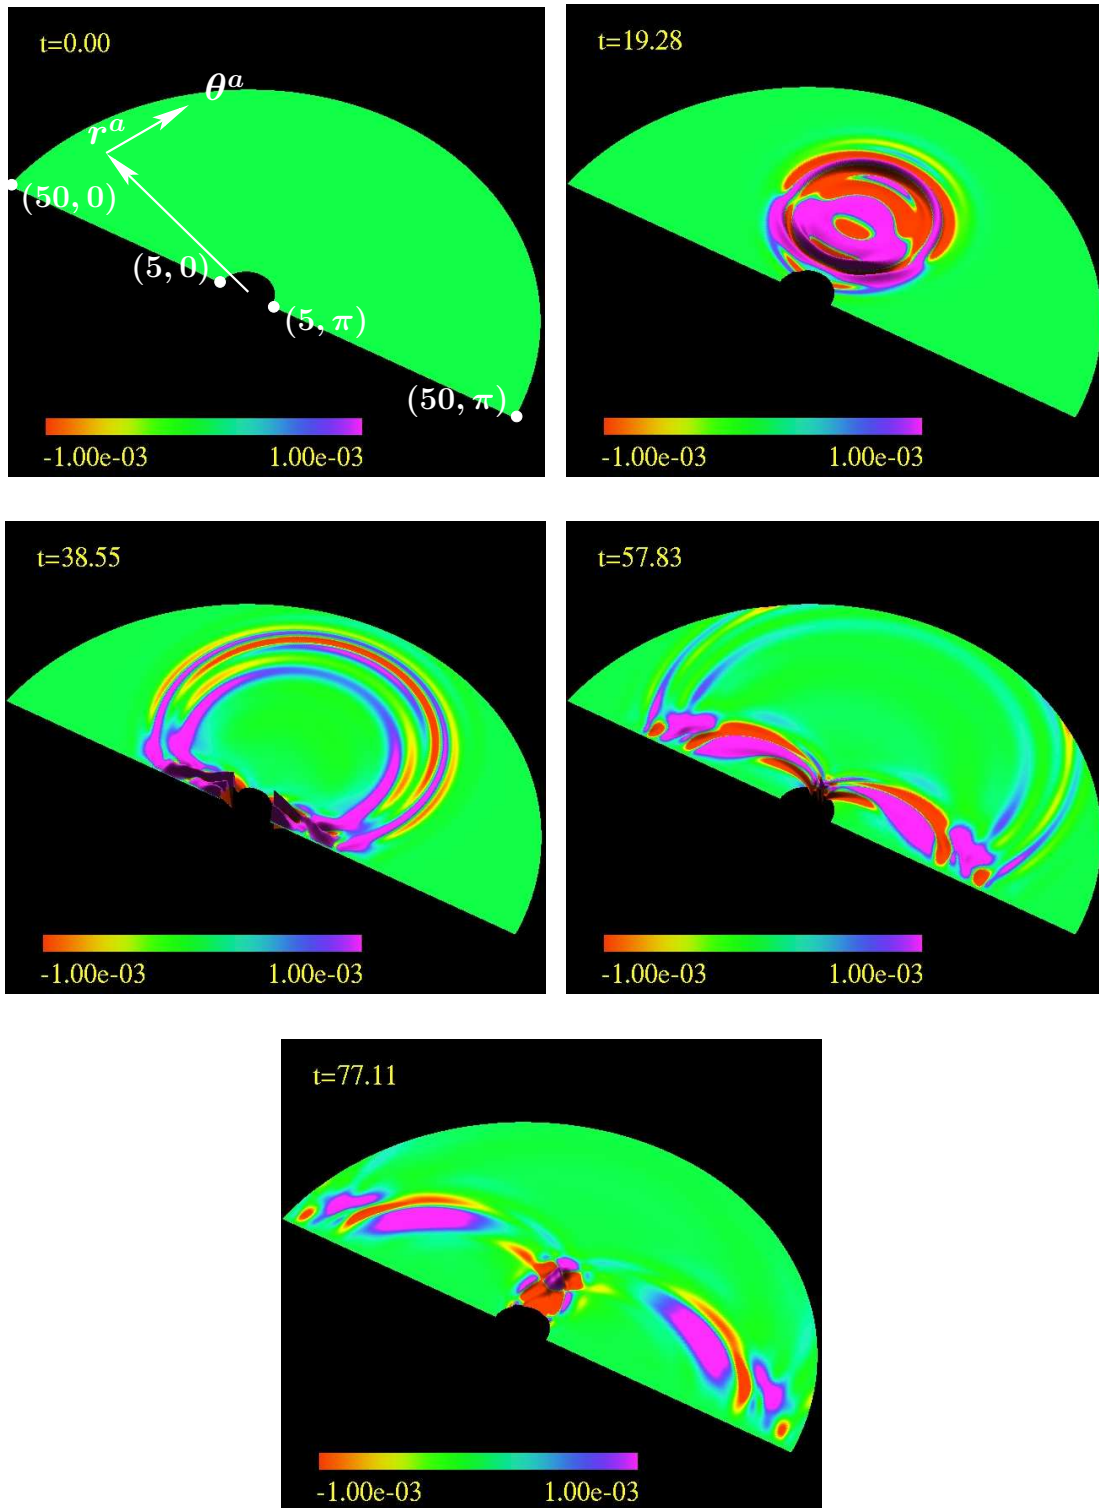 t=0.00
θ^a
r^a
(50, 0)
(5, 0)
(5, π)
(50, π)
-1.00e-03 1.00e-03
t=19.28
-1.00e-03 1.00e-03
t=38.55
-1.00e-03 1.00e-03
t=57.83
-1.00e-03 1.00e-03
t=77.11
-1.00e-03 1.00e-03